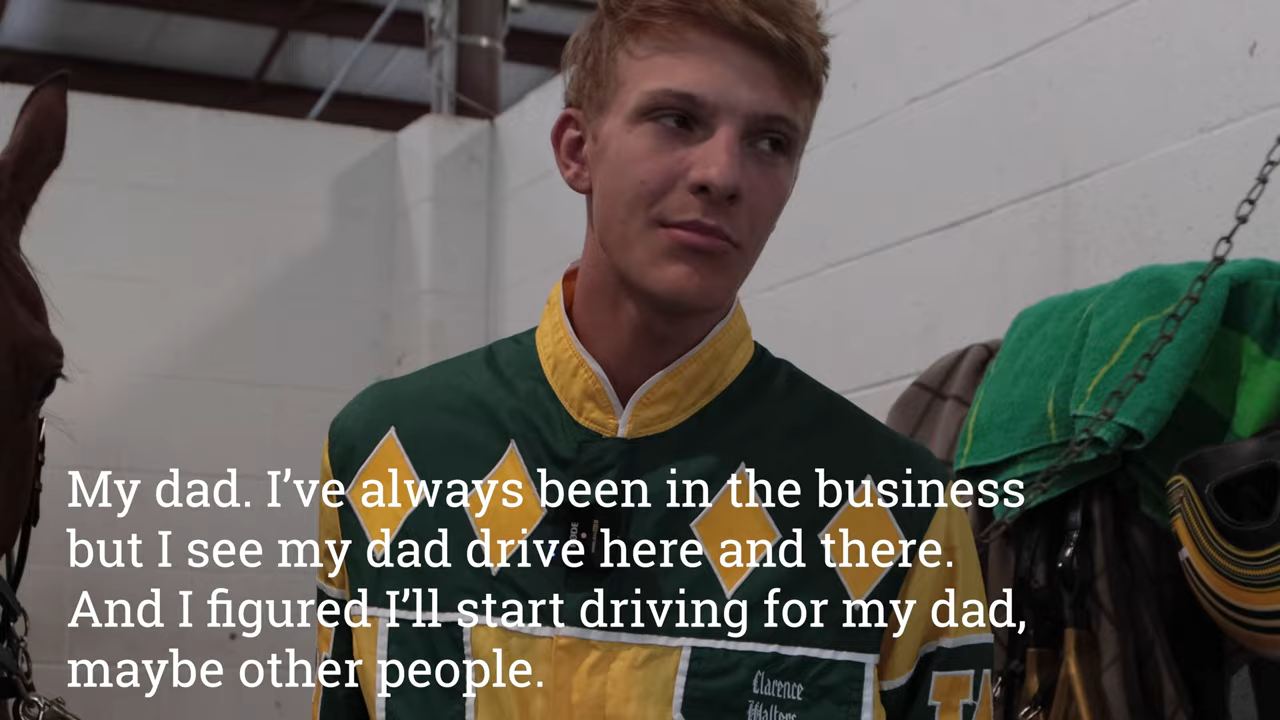 My dad. I’ve always been in the business
but I see my dad drive here and there.
And I figured I’ll start driving for my dad,
maybe other people.
Clarence
Walters